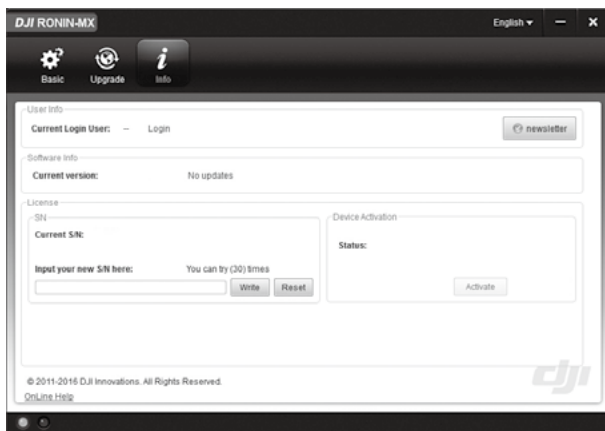 DJI RONIN-MX English
Basic Upgrade Info
User Info
Current Login User: -- Login newsletter
Software Info
Current version: No updates
License
SN Device Activation
Current S/N:
Status:
Input your new S/N here: You can try (30) times
Write Reset Activate
© 2011-2016 DJI Innovations. All Rights Reserved.
OnLine Help
dji